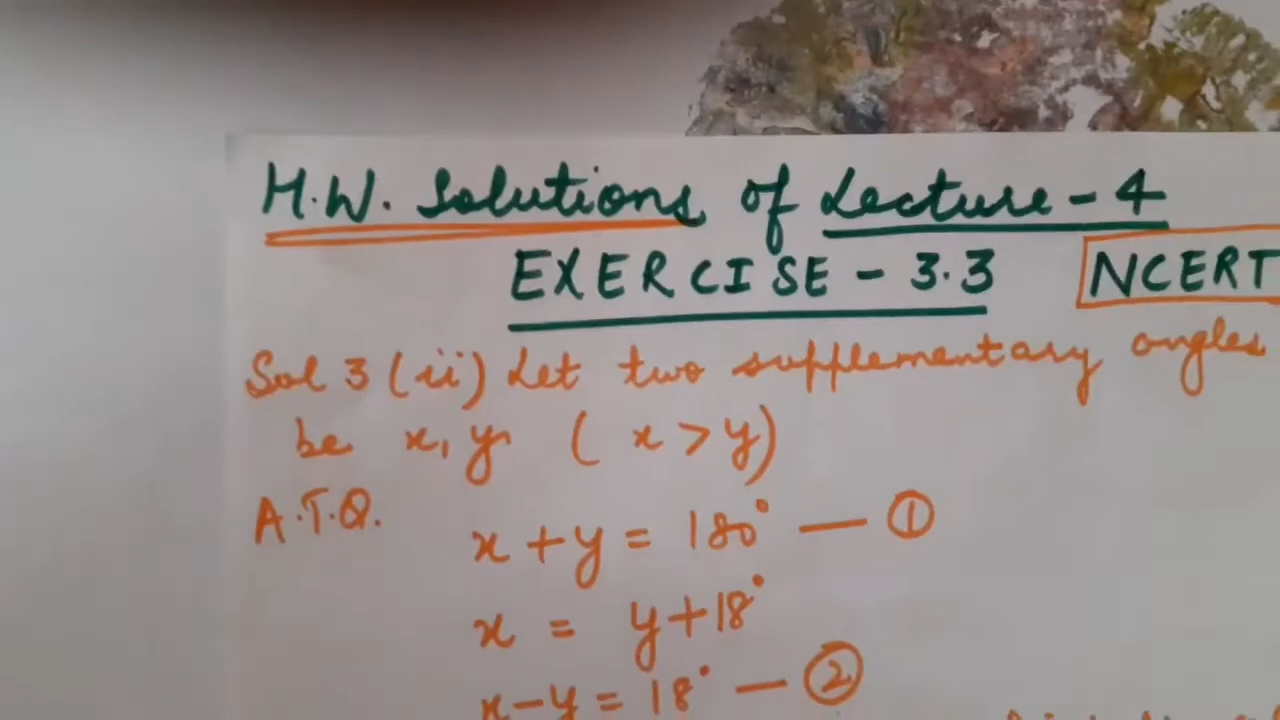 H.W. Solutions of Lecture - 4
EXERCISE - 3.3 NCERT
Sol 3 (ii) Let two supplementary angles
be x, y (x > y)
A.T.Q.
x + y = 180° — ①
x = y + 18°
x - y = 18° — ②